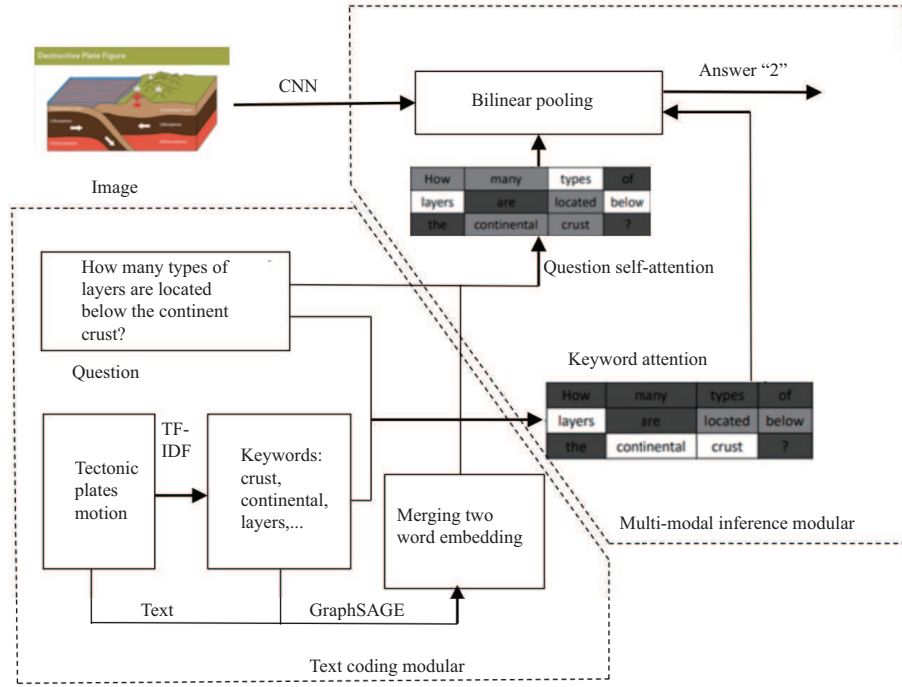 Destructive Plate Figure
CNN
Bilinear pooling
Answer “2”
Image
How many types of
layers are located below
the continental crust ?
Question self-attention
How many types of
layers are located
below the continent
crust?
Question
Keyword attention
How many types of
layers are located below
the continental crust ?
TF-
IDF
Tectonic
plates
motion
Keywords:
crust,
continental,
layers,...
Merging two
word embedding
Multi-modal inference modular
Text
GraphSAGE
Text coding modular